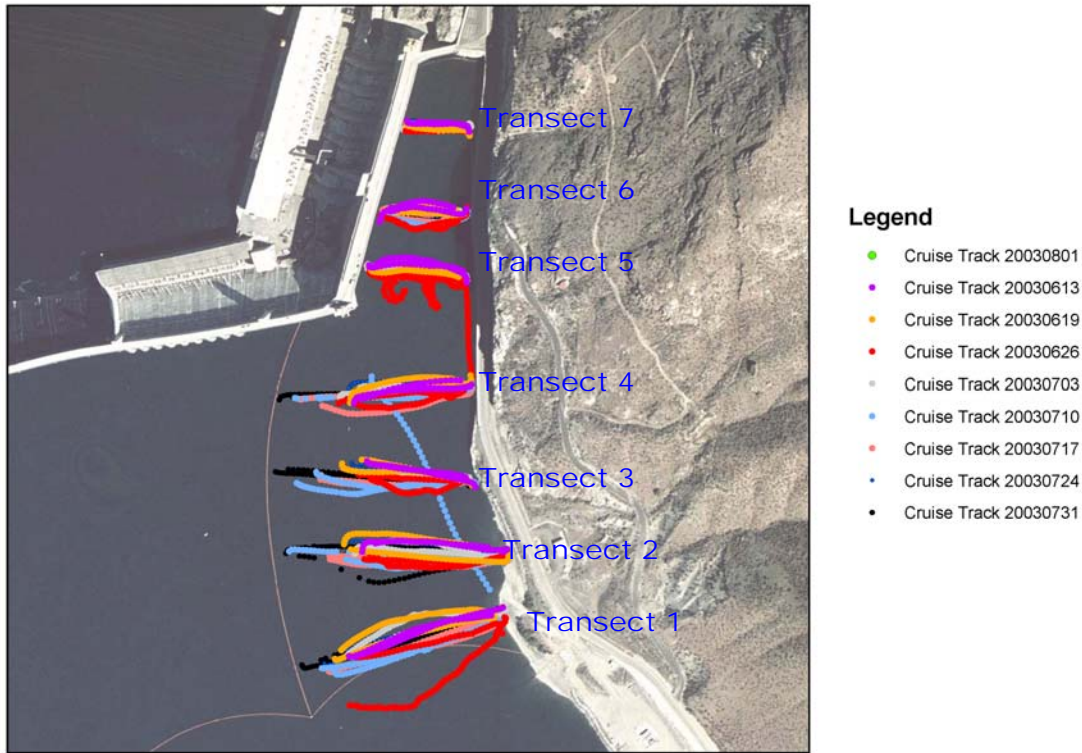 Transect 7
Transect 6
Transect 5
Transect 4
Transect 3
Transect 2
Transect 1
Legend
Cruise Track 20030801
Cruise Track 20030613
Cruise Track 20030619
Cruise Track 20030626
Cruise Track 20030703
Cruise Track 20030710
Cruise Track 20030717
Cruise Track 20030724
Cruise Track 20030731